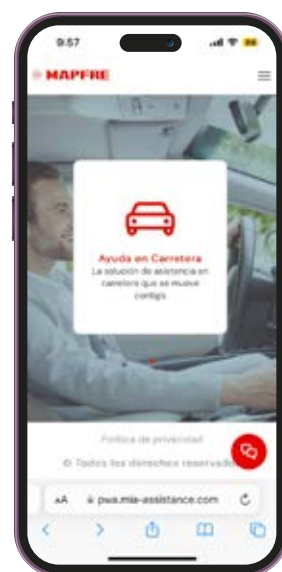 9:57
MAPFRE
Ayuda en Carretera
La solución de asistencia en
carretera que se mueve
contigo.
Política de privacidad
© Todos los derechos reservados
AA
pwa.mia-assistance.com